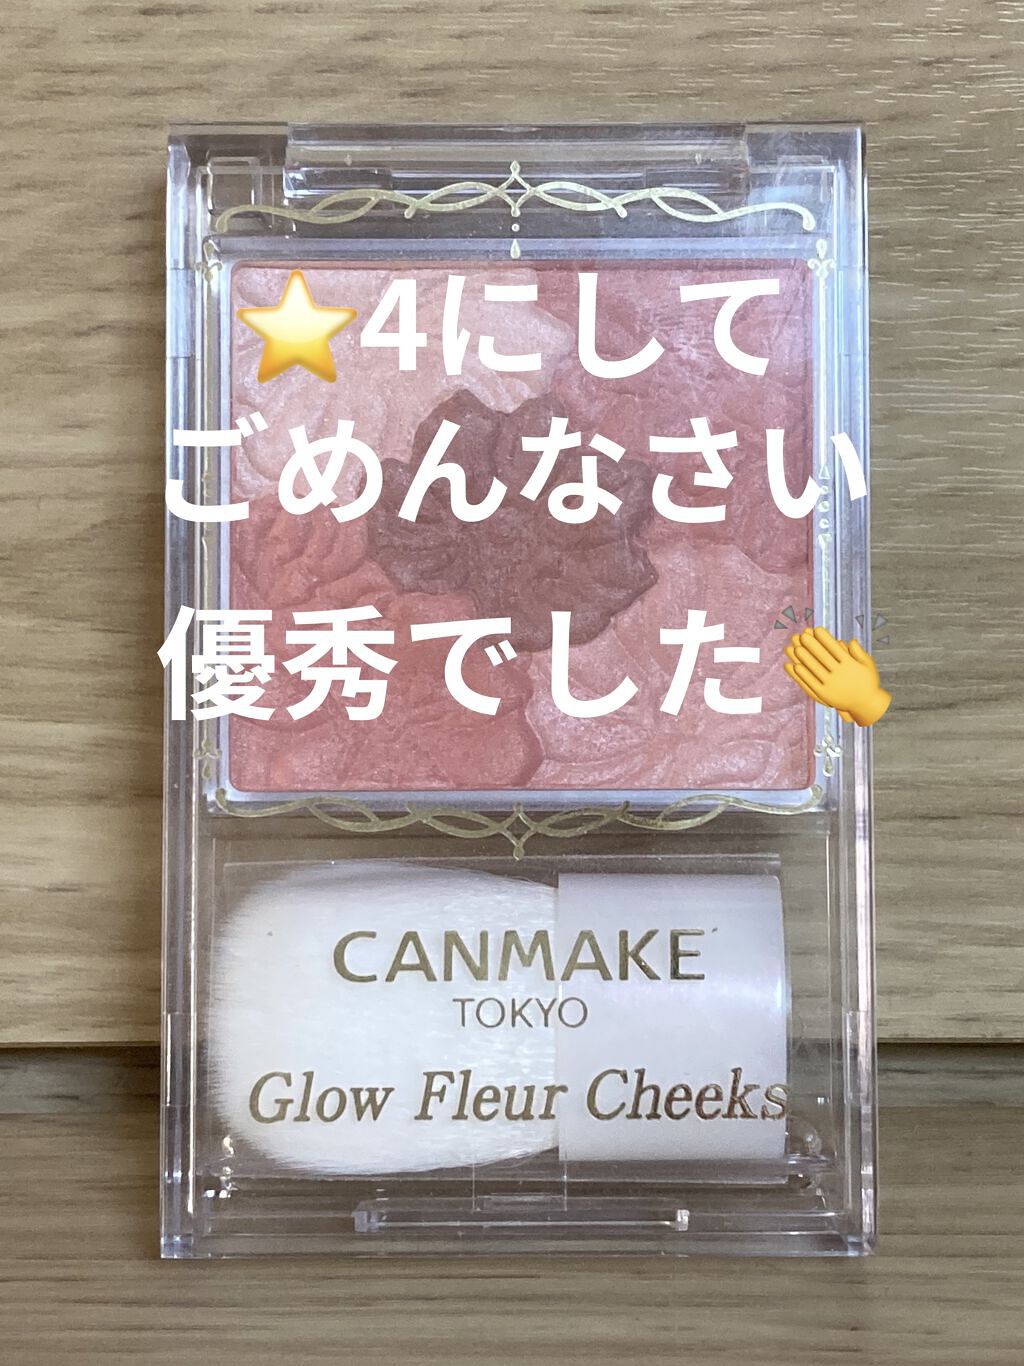 ⭐4にして
ごめんなさい
優秀でした👏
CANMAKE
TOKYO
Glow Fleur Cheeks